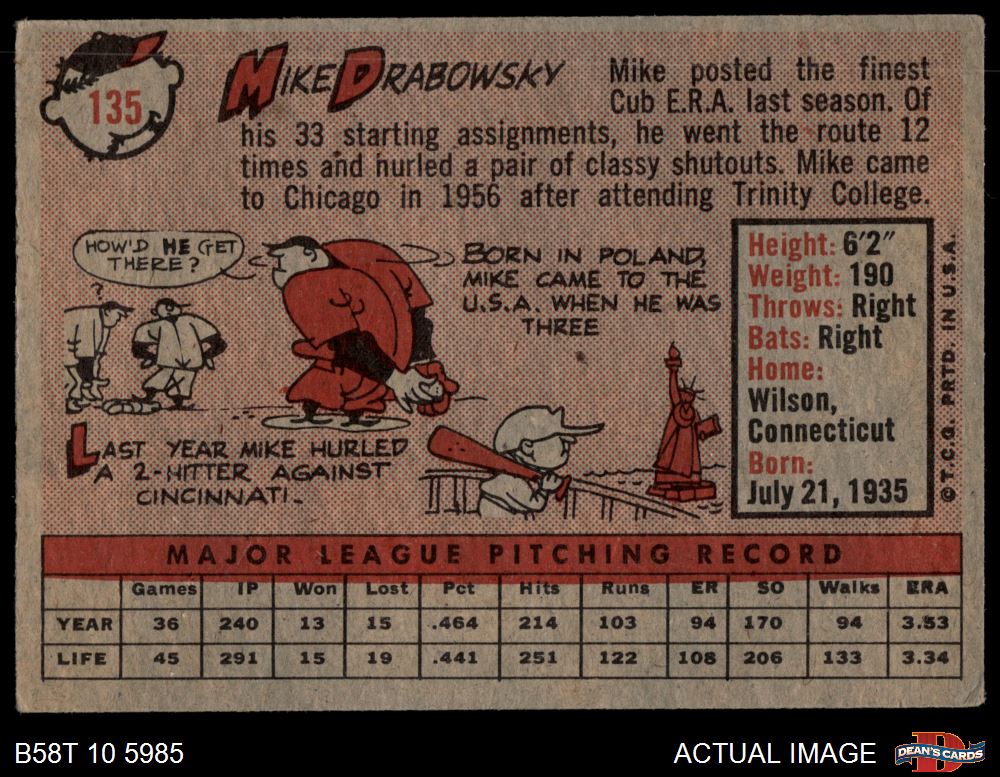 135
MIKE DRABOWSKY
Mike posted the finest
Cub E.R.A. last season. Of
his 33 starting assignments, he went the route 12
times and hurled a pair of classy shutouts. Mike came
to Chicago in 1956 after attending Trinity College.
HOW'D HE GET
THERE?
?
BORN IN POLAND,
MIKE CAME TO THE
U.S.A. WHEN HE WAS
THREE
LAST YEAR MIKE HURLED
A 2-HITTER AGAINST
CINCINNATI.
Height: 6'2"
Weight: 190
Throws: Right
Bats: Right
Home:
Wilson,
Connecticut
Born:
July 21, 1935
© T.C.G. PRTD. IN U.S.A.
MAJOR LEAGUE PITCHING RECORD
Games IP Won Lost Pct Hits Runs ER SO Walks ERA
YEAR 36 240 13 15 .464 214 103 94 170 94 3.53
LIFE 45 291 15 19 .441 251 122 108 206 133 3.34
B58T 10 5985
ACTUAL IMAGE
DEAN'S CARDS